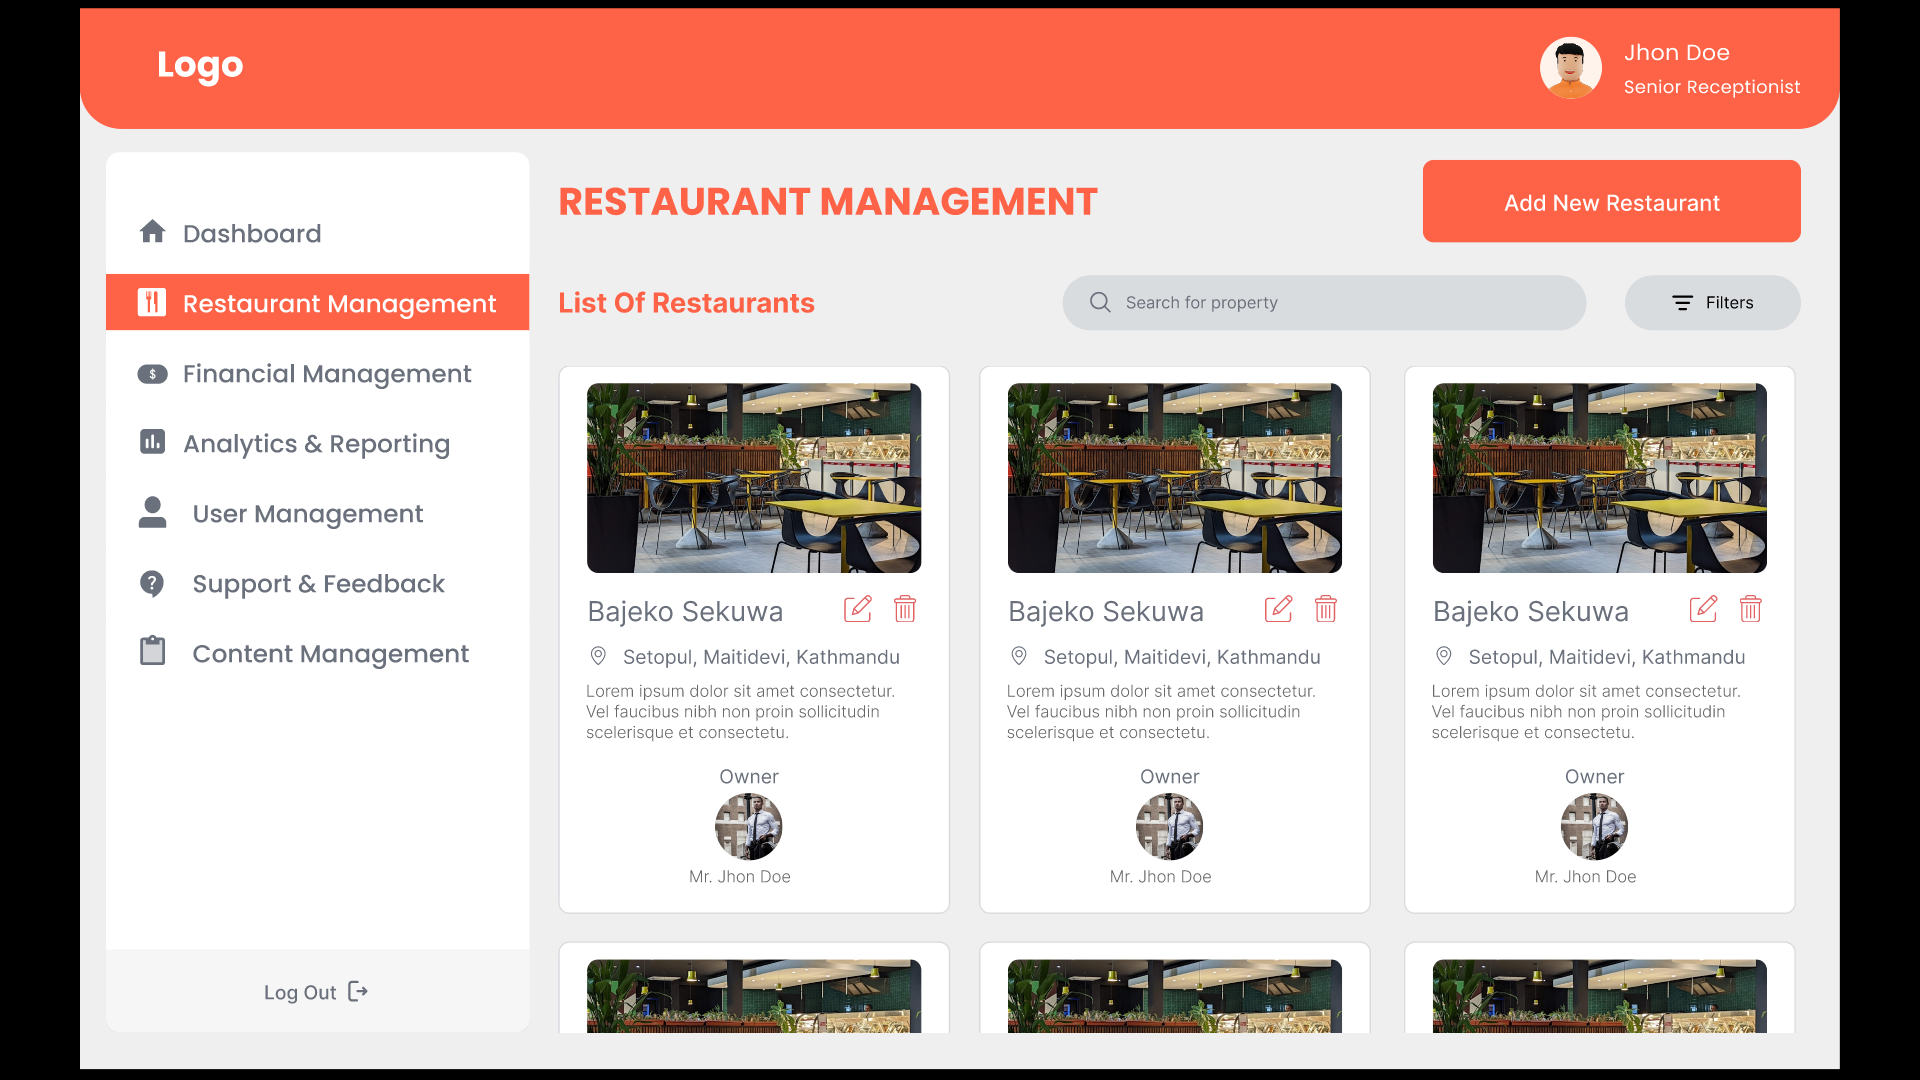 Logo
Jhon Doe
Senior Receptionist
Dashboard
Restaurant Management
Financial Management
Analytics & Reporting
User Management
Support & Feedback
Content Management
Log Out
RESTAURANT MANAGEMENT
Add New Restaurant
List Of Restaurants
Search for property
Filters
Bajeko Sekuwa
Setopul, Maitidevi, Kathmandu
Lorem ipsum dolor sit amet consectetur.
Vel faucibus nibh non proin sollicitudin
scelerisque et consectetu.
Owner
Mr. Jhon Doe
Bajeko Sekuwa
Setopul, Maitidevi, Kathmandu
Lorem ipsum dolor sit amet consectetur.
Vel faucibus nibh non proin sollicitudin
scelerisque et consectetu.
Owner
Mr. Jhon Doe
Bajeko Sekuwa
Setopul, Maitidevi, Kathmandu
Lorem ipsum dolor sit amet consectetur.
Vel faucibus nibh non proin sollicitudin
scelerisque et consectetu.
Owner
Mr. Jhon Doe